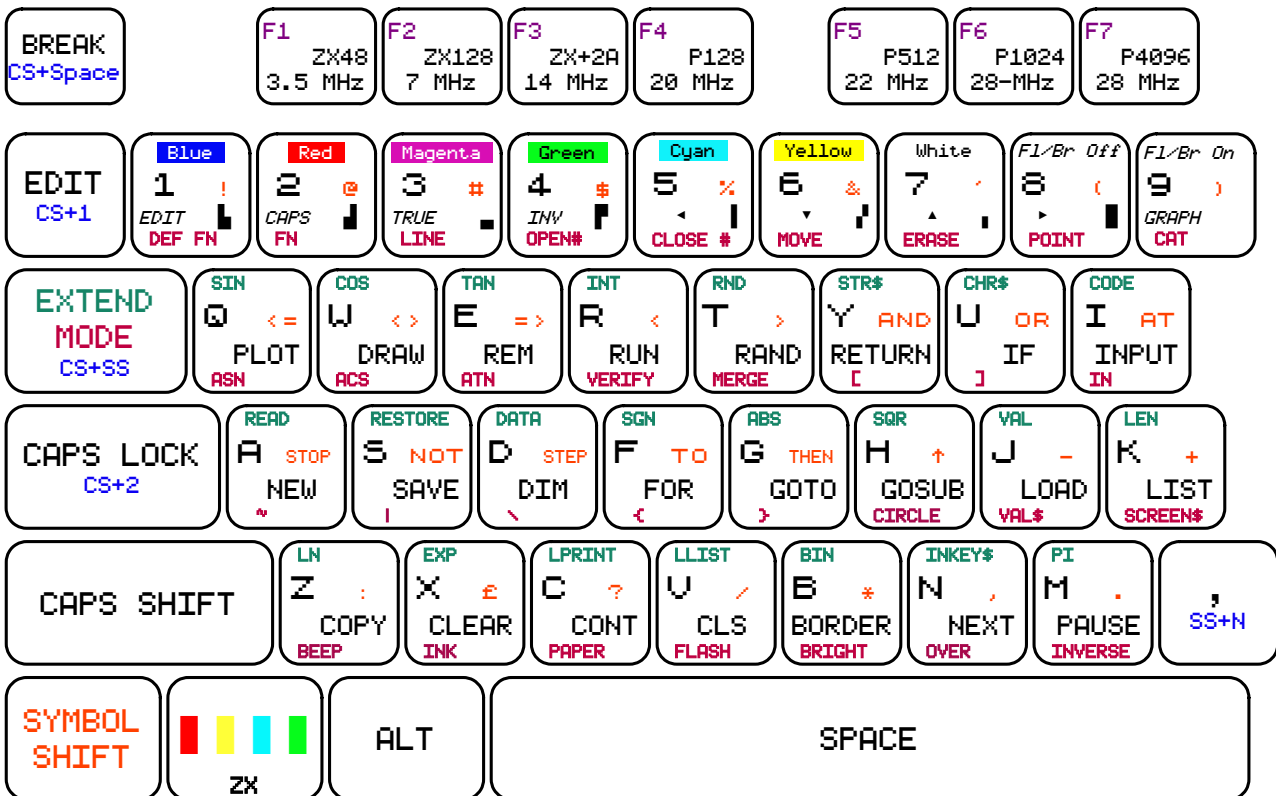 BREAK
CS+Space
F1
ZX48
3.5 MHz
F2
ZX128
7 MHz
F3
ZX+2A
14 MHz
F4
P128
20 MHz
F5
P512
22 MHz
F6
P1024
28-MHz
F7
P4096
28 MHz
EDIT
CS+1
Blue
1 !
EDIT
DEF FN
Red
2 @
CAPS
FN
Magenta
3 #
TRUE
LINE
Green
4 $
INV
OPEN#
Cyan
5 %
◂
CLOSE #
Yellow
6 &
▾
MOVE
White
7 '
▴
ERASE
Fl/Br Off
8 (
▸
POINT
Fl/Br On
9 )
GRAPH
CAT
EXTEND
MODE
CS+SS
SIN
Q <=
PLOT
ASN
COS
W <>
DRAW
ACS
TAN
E =>
REM
ATN
INT
R <
RUN
VERIFY
RND
T >
RAND
MERGE
STR$
Y AND
RETURN
[
CHR$
U OR
IF
]
CODE
I AT
INPUT
IN
CAPS LOCK
CS+2
READ
A STOP
NEW
~
RESTORE
S NOT
SAVE
|
DATA
D STEP
DIM
\
SGN
F TO
FOR
{
ABS
G THEN
GOTO
}
SQR
H ↑
GOSUB
CIRCLE
VAL
J -
LOAD
VAL$
LEN
K +
LIST
SCREEN$
CAPS SHIFT
LN
Z :
COPY
BEEP
EXP
X £
CLEAR
INK
LPRINT
C ?
CONT
PAPER
LLIST
V /
CLS
FLASH
BIN
B *
BORDER
BRIGHT
INKEY$
N ,
NEXT
OVER
PI
M .
PAUSE
INVERSE
,
SS+N
SYMBOL
SHIFT
ZX
ALT
SPACE